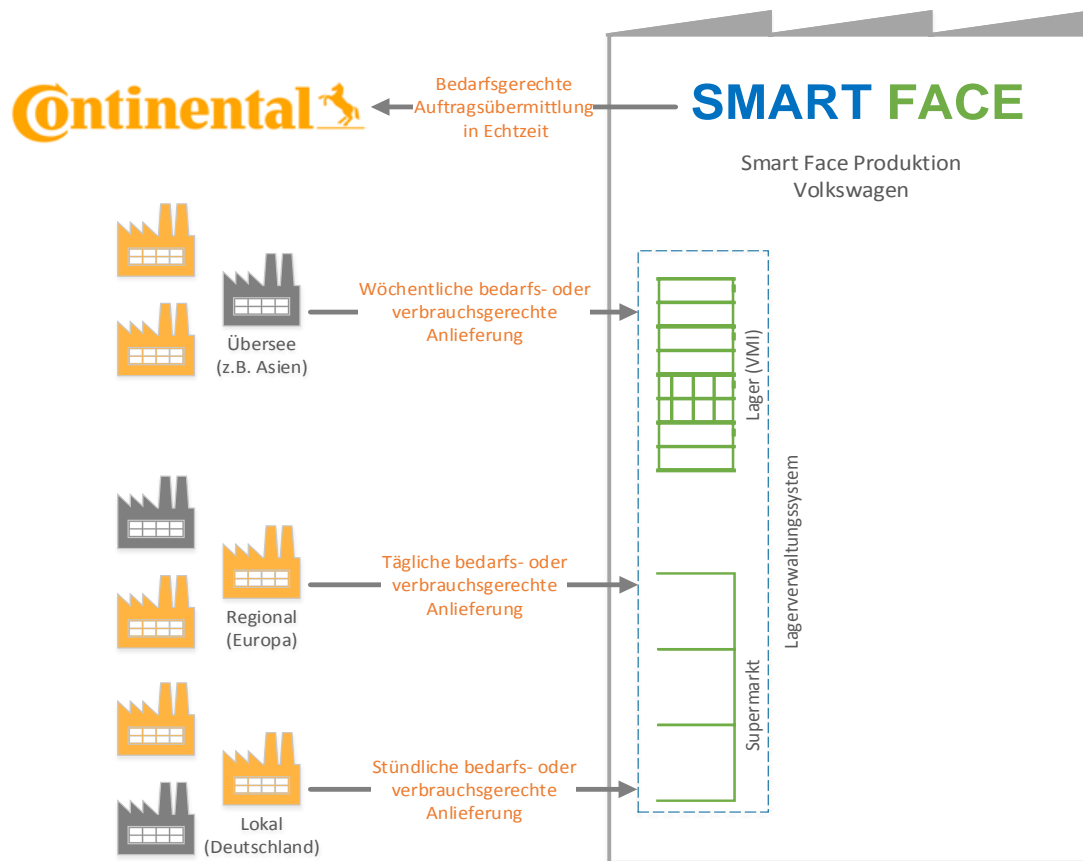 Continental
Bedarfsgerechte
Auftragsübermittlung
in Echtzeit
SMART FACE
Smart Face Produktion
Volkswagen
Übersee
(z.B. Asien)
Wöchentliche bedarfs- oder
verbrauchsgerechte
Anlieferung
Lager (VMI)
Lagerverwaltungssystem
Regional
(Europa)
Tägliche bedarfs- oder
verbrauchsgerechte
Anlieferung
Supermarkt
Lokal
(Deutschland)
Stündliche bedarfs- oder
verbrauchsgerechte
Anlieferung